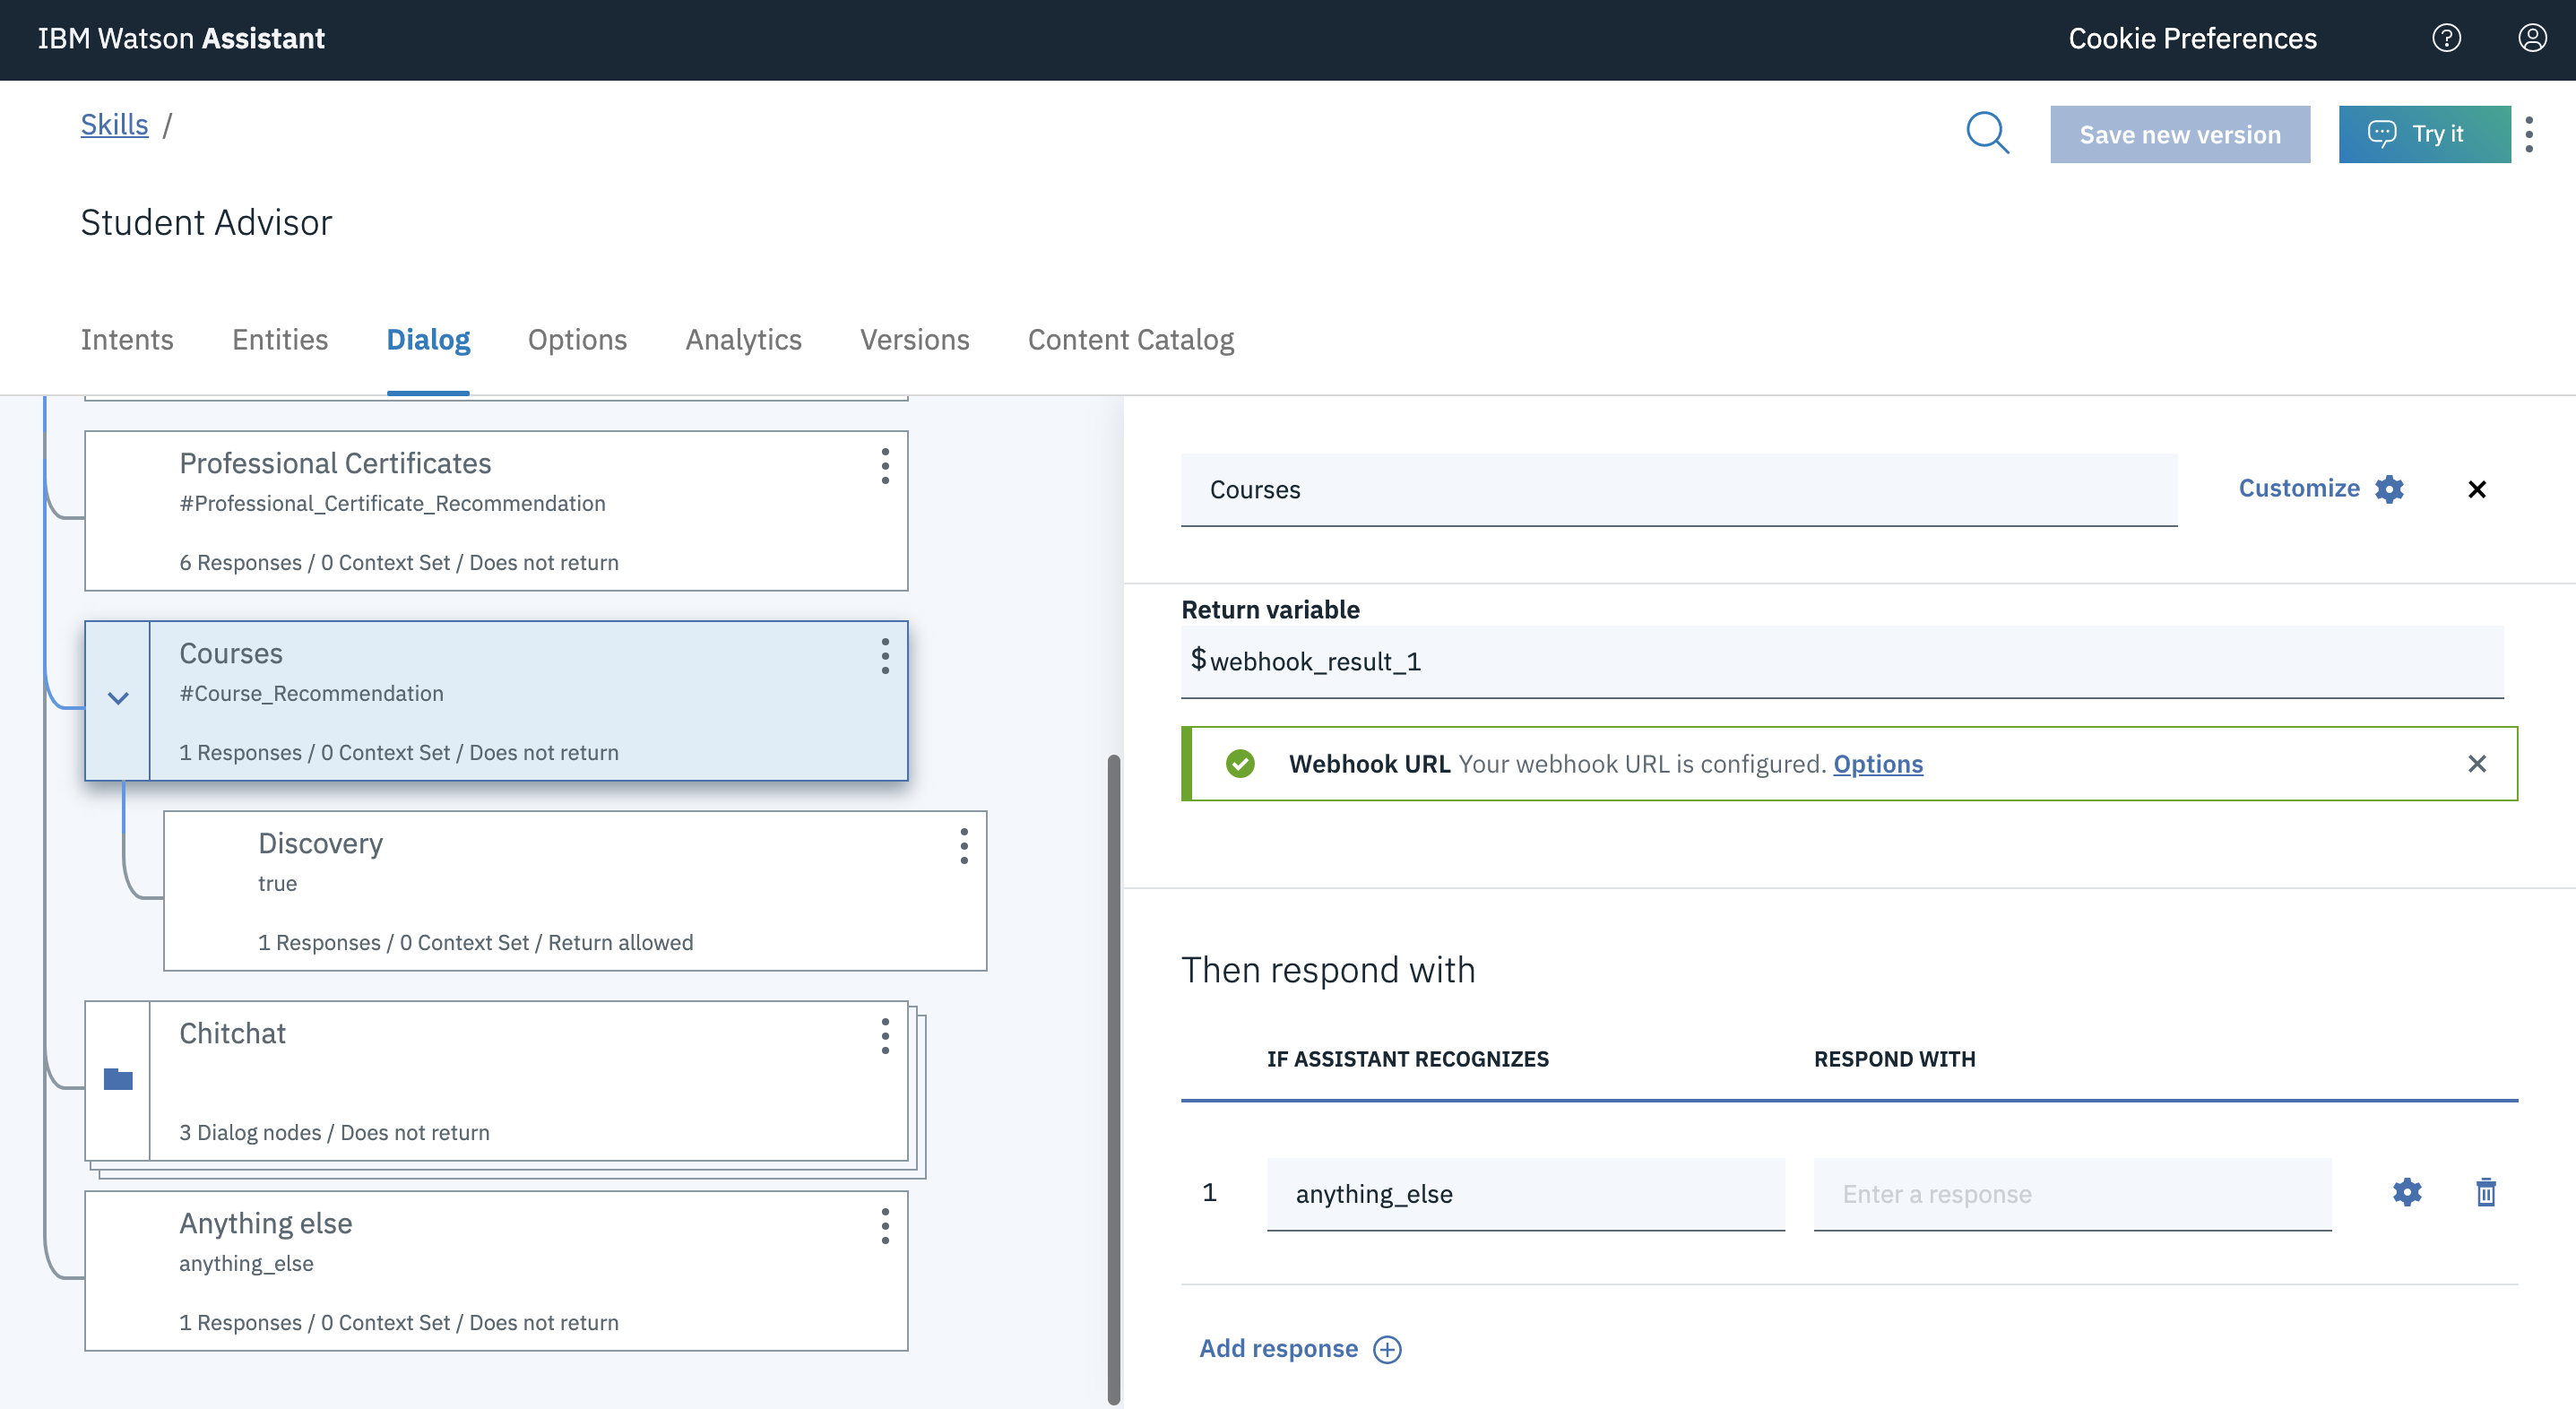 IBM Watson Assistant
Cookie Preferences
Skills /
Save new version
Try it
Student Advisor
Intents
Entities
Dialog
Options
Analytics
Versions
Content Catalog
Professional Certificates
#Professional_Certificate_Recommendation
6 Responses / 0 Context Set / Does not return
Courses
#Course_Recommendation
1 Responses / 0 Context Set / Does not return
Discovery
true
1 Responses / 0 Context Set / Return allowed
Chitchat
3 Dialog nodes / Does not return
Anything else
anything_else
1 Responses / 0 Context Set / Does not return
Courses
Customize
Return variable
$webhook_result_1
Webhook URL Your webhook URL is configured. Options
Then respond with
IF ASSISTANT RECOGNIZES
RESPOND WITH
1
anything_else
Enter a response
Add response